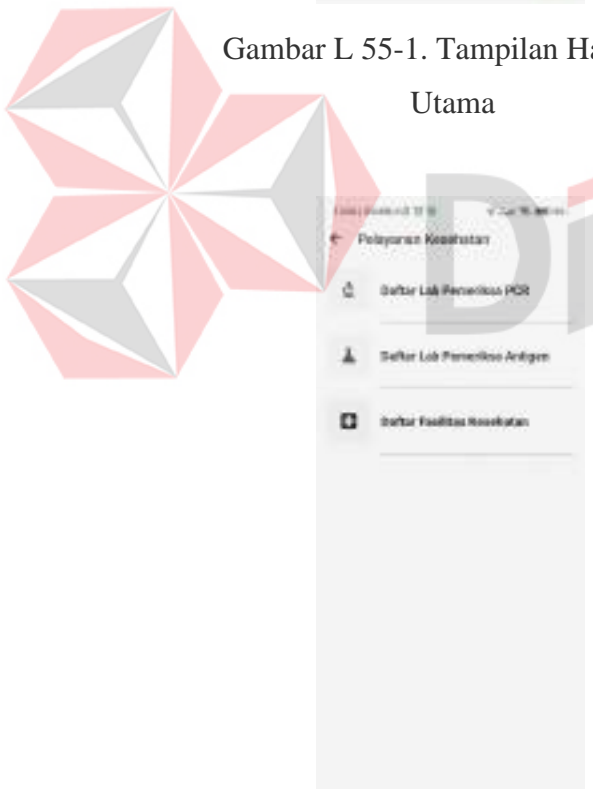 Gambar L 55-1. Tampilan Ha
Utama
Di
Pelayanan Kesehatan
Daftar Lab Pemeriksa PCR
Daftar Lab Pemeriksa Antigen
Daftar Fasilitas Kesehatan